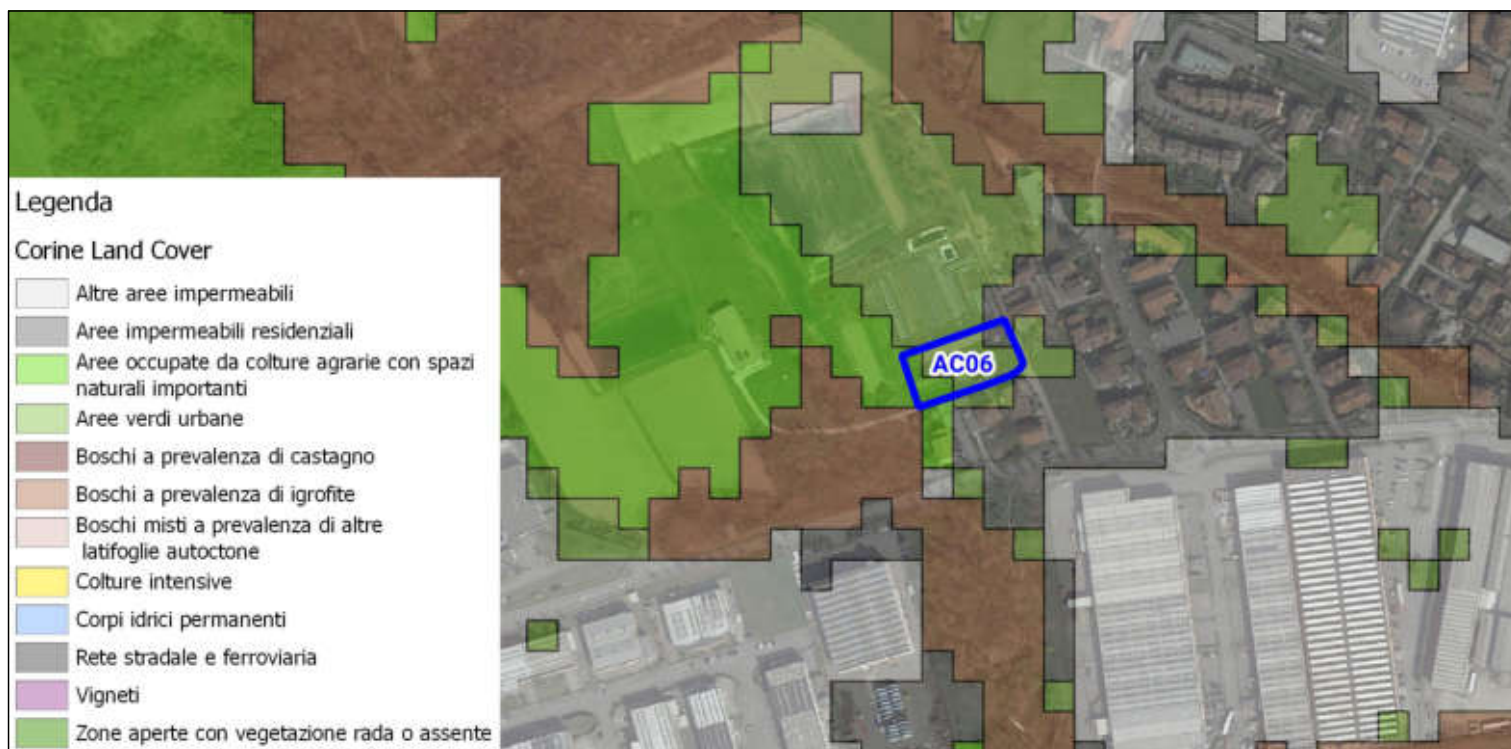 Legenda
Corine Land Cover
Altre aree impermeabili
Aree impermeabili residenziali
Aree occupate da colture agrarie con spazi
naturali importanti
Aree verdi urbane
Boschi a prevalenza di castagno
Boschi a prevalenza di igrofite
Boschi misti a prevalenza di altre
latifoglie autoctone
Colture intensive
Corpi idrici permanenti
Rete stradale e ferroviaria
Vigneti
Zone aperte con vegetazione rada o assente
AC06